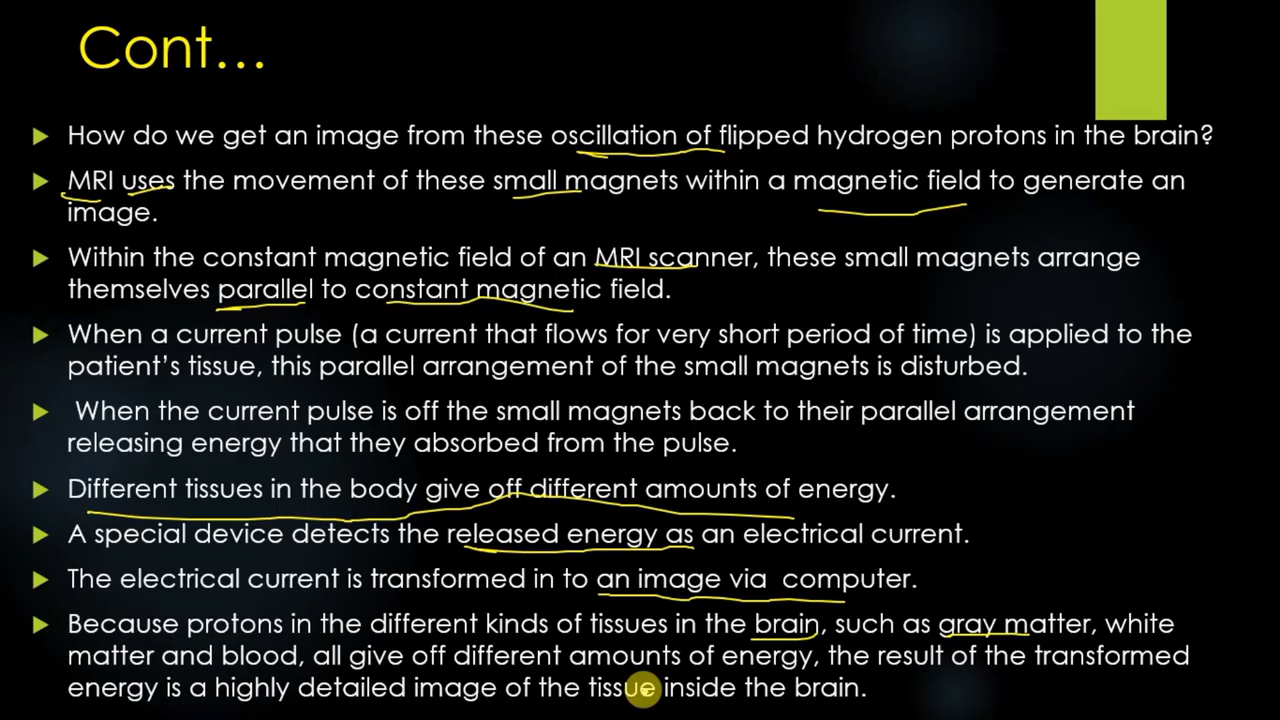 Cont…
How do we get an image from these oscillation of flipped hydrogen protons in the brain?
MRI uses the movement of these small magnets within a magnetic field to generate an
image.
Within the constant magnetic field of an MRI scanner, these small magnets arrange
themselves parallel to constant magnetic field.
When a current pulse (a current that flows for very short period of time) is applied to the
patient's tissue, this parallel arrangement of the small magnets is disturbed.
When the current pulse is off the small magnets back to their parallel arrangement
releasing energy that they absorbed from the pulse.
Different tissues in the body give off different amounts of energy.
A special device detects the released energy as an electrical current.
The electrical current is transformed in to an image via computer.
Because protons in the different kinds of tissues in the brain, such as gray matter, white
matter and blood, all give off different amounts of energy, the result of the transformed
energy is a highly detailed image of the tissue inside the brain.